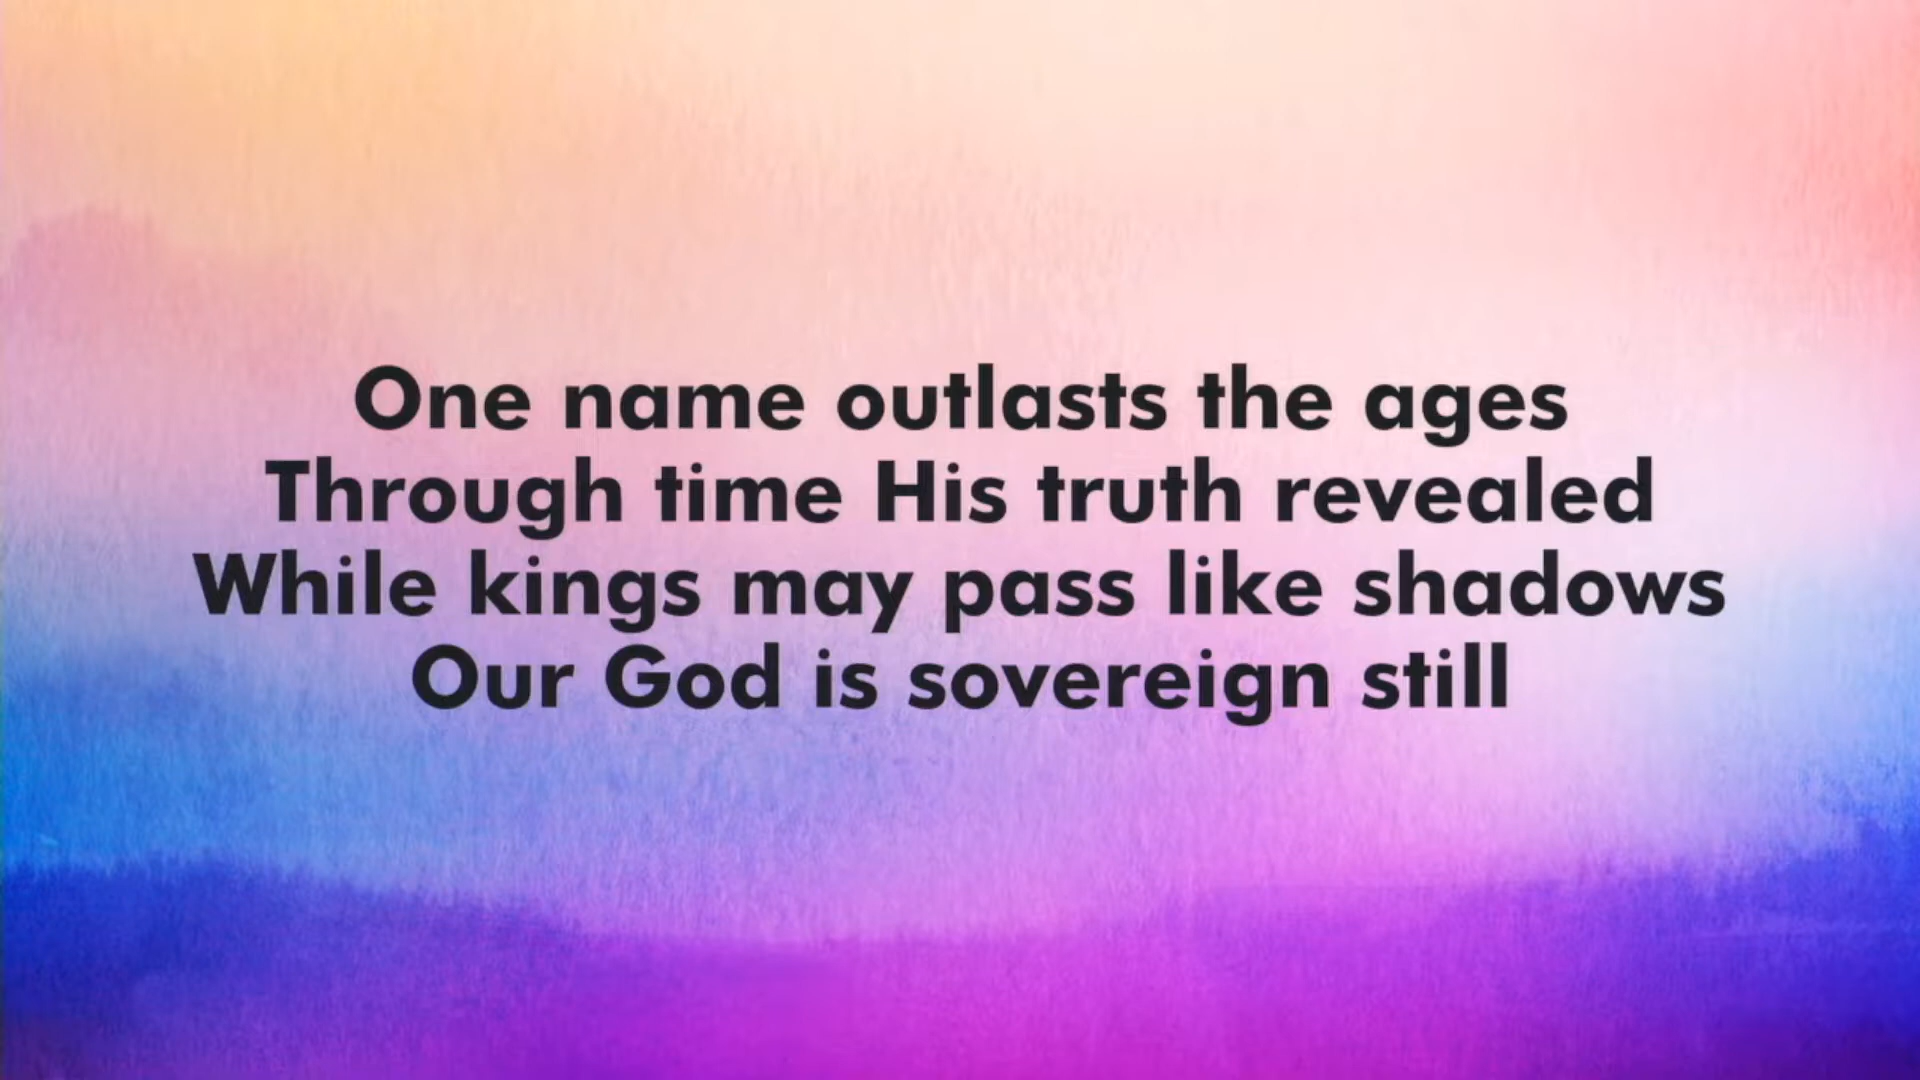 One name outlasts the ages
Through time His truth revealed
While kings may pass like shadows
Our God is sovereign still